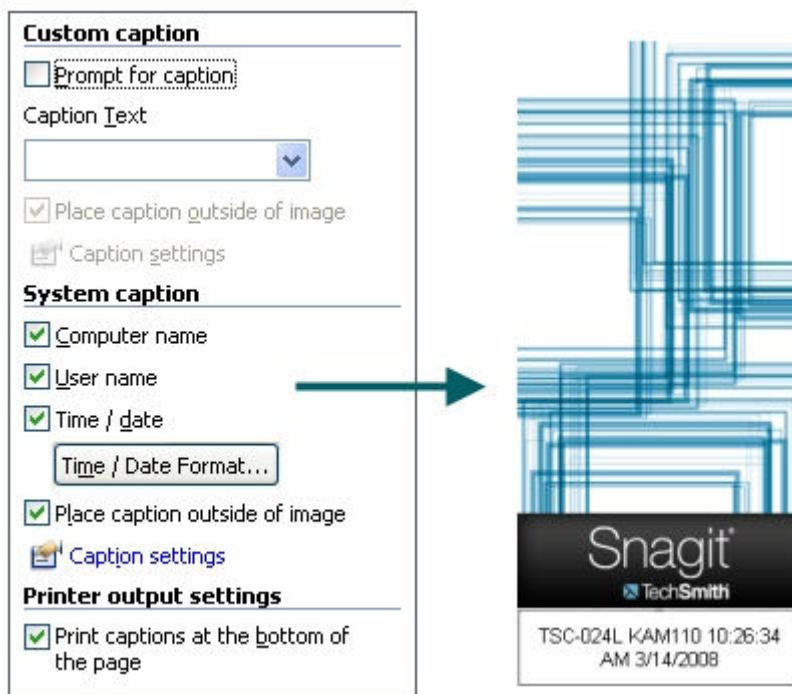 Custom caption
Prompt for caption
Caption Text
Place caption outside of image
Caption settings
System caption
Computer name
User name
Time / date
Time / Date Format...
Place caption outside of image
Caption settings
Printer output settings
Print captions at the bottom of
the page
Snagit®
TechSmith
TSC-024L KAM110 10:26:34
AM 3/14/2008